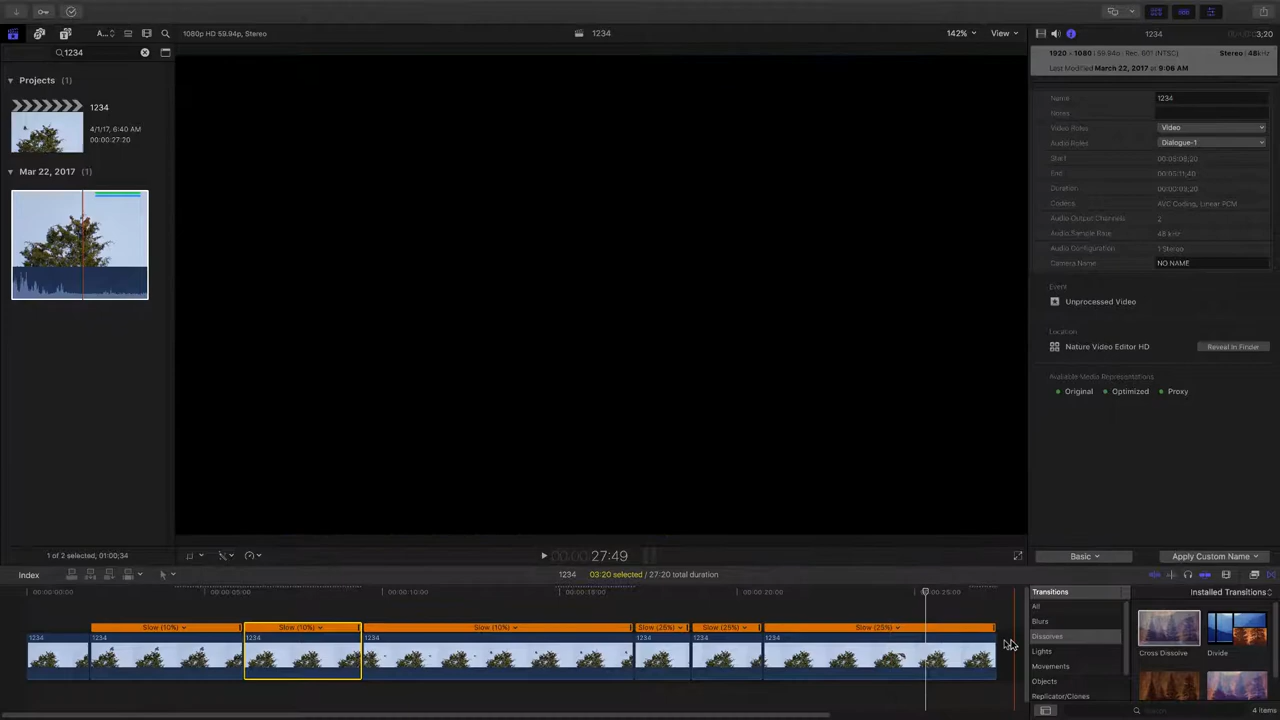 A...
1080p HD 59.94p, Stereo
1234
142%
View
1234
3;20
1234
1920 × 1080 | 59.94p | Rec. 601 (NTSC)
Stereo | 48kHz
Last Modified March 22, 2017 at 9:06 AM
Projects (1)
1234
4/1/17, 6:40 AM
00:00:27:20
Mar 22, 2017 (1)
Name
1234
Notes
Video Roles
Video
Audio Roles
Dialogue-1
Start
End
Duration
00:00:03;20
Codecs
AVC Coding, Linear PCM
Audio Output Channels
2
Audio Sample Rate
48 kHz
Audio Configuration
1 Stereo
Camera Name
NO NAME
Event
Unprocessed Video
Location
Nature Video Editor HD
Reveal in Finder
Available Media Representations
Original
Optimized
Proxy
1 of 2 selected, 01:00;34
27:49
Basic
Apply Custom Name
Index
1234
03:20 selected / 27:20 total duration
00:00:00:00
00:00:05:00
00:00:10:00
00:00:15:00
00:00:20:00
00:00:25:00
Transitions
Installed Transitions
All
Blurs
Dissolves
Lights
Movements
Objects
Replicator/Clones
Cross Dissolve
Divide
Slow (10%)
Slow (10%)
Slow (10%)
Slow (25%)
Slow (25%)
Slow (25%)
1234
1234
1234
1234
1234
1234
1234
Search
4 items